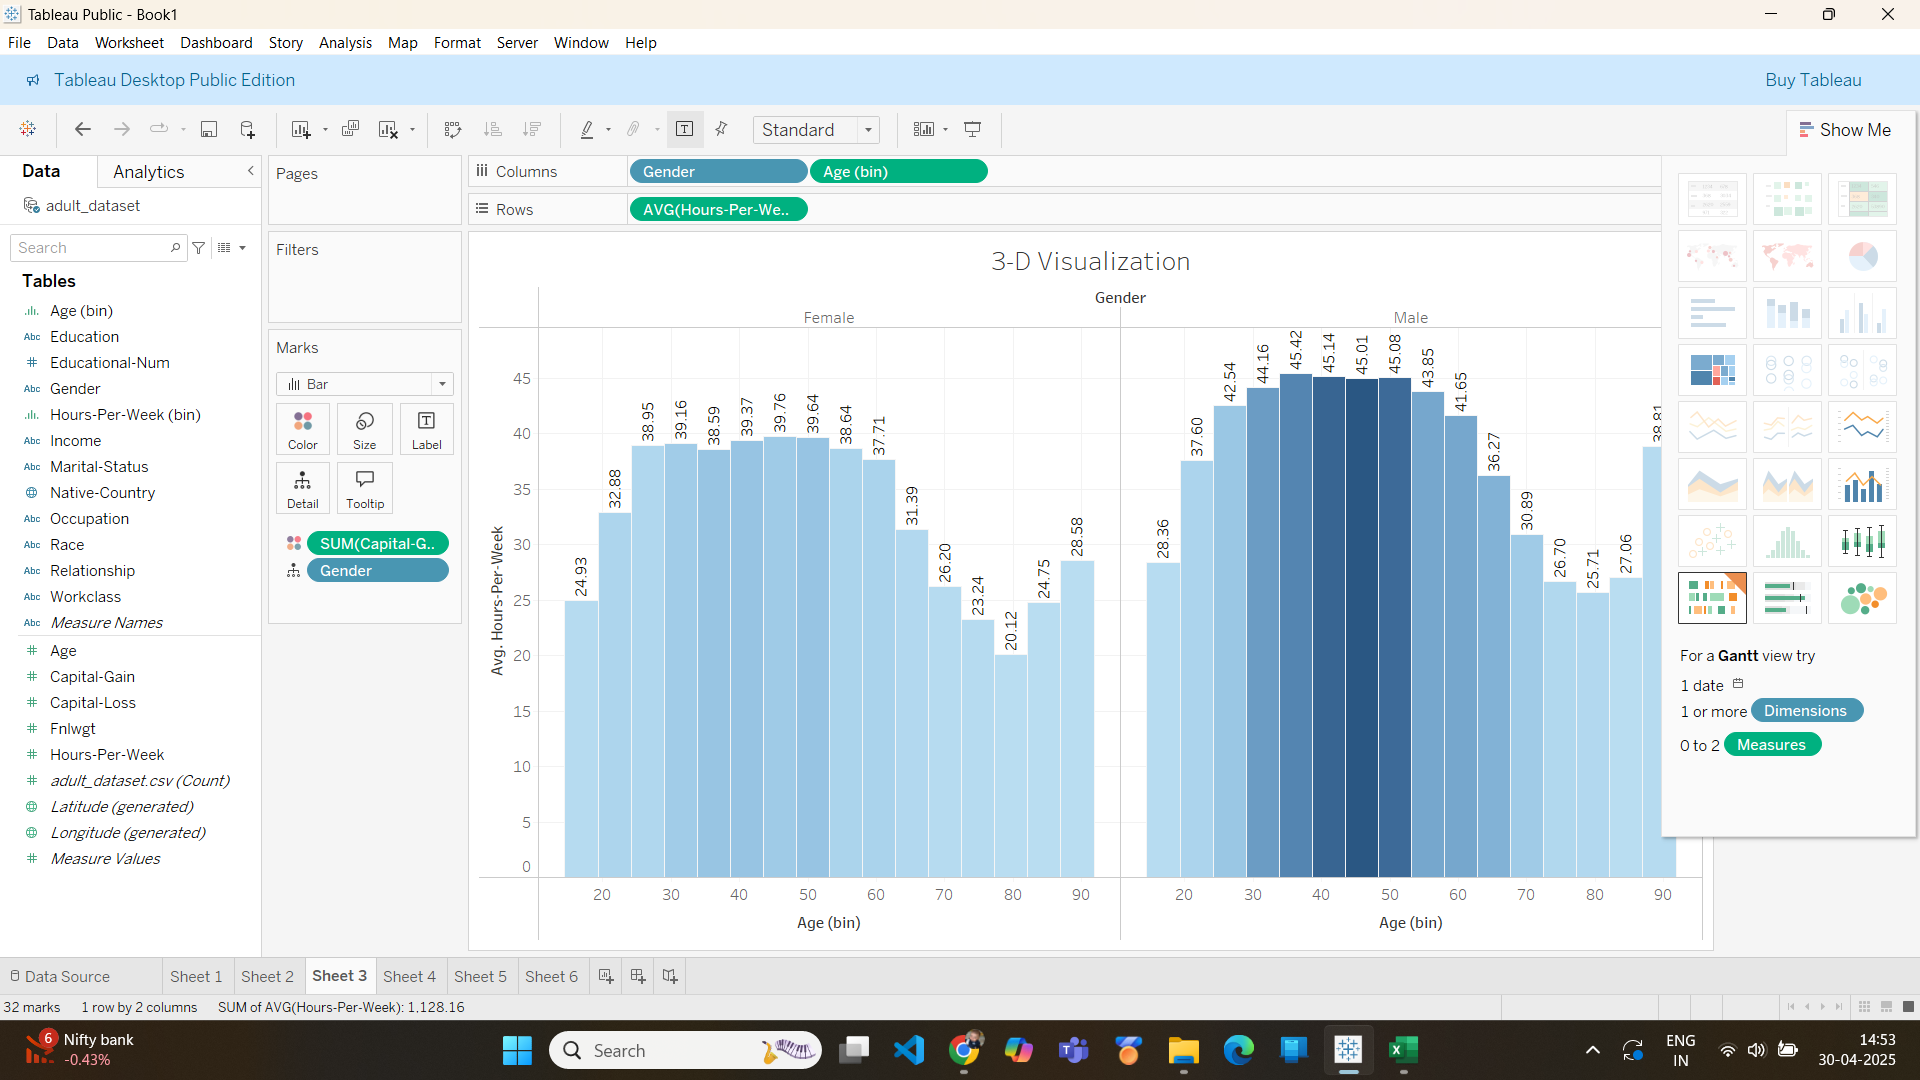 Tableau Public - Book1
File Data Worksheet Dashboard Story Analysis Map Format Server Window Help
Tableau Desktop Public Edition
Buy Tableau
Standard
Show Me
Data
Analytics
adult_dataset
Search
Tables
Age (bin)
Abc Education
Educational-Num
Abc Gender
Hours-Per-Week (bin)
Abc Income
Abc Marital-Status
Native-Country
Abc Occupation
Abc Race
Abc Relationship
Abc Workclass
Abc Measure Names
Age
Capital-Gain
Capital-Loss
Fnlwgt
Hours-Per-Week
adult_dataset.csv (Count)
Latitude (generated)
Longitude (generated)
Measure Values
Pages
Filters
Marks
Bar
Color
Size
Label
Detail
Tooltip
SUM(Capital-G..
Gender
Columns
Gender
Age (bin)
Rows
AVG(Hours-Per-We..
3-D Visualization
Gender
Female
Male
Avg. Hours-Per-Week
45
40
35
30
25
20
15
10
5
0
24.93
32.88
38.95
39.16
38.59
39.37
39.76
39.64
38.64
37.71
31.39
26.20
23.24
20.12
24.75
28.58
28.36
37.60
42.54
44.16
45.42
45.14
45.01
45.08
43.85
41.65
36.27
30.89
26.70
25.71
27.06
38.81
20 30 40 50 60 70 80 90
20 30 40 50 60 70 80 90
Age (bin)
Age (bin)
For a Gantt view try
1 date
1 or more Dimensions
0 to 2 Measures
Data Source
Sheet 1
Sheet 2
Sheet 3
Sheet 4
Sheet 5
Sheet 6
32 marks
1 row by 2 columns
SUM of AVG(Hours-Per-Week): 1,128.16
6
Nifty bank
-0.43%
Search
ENG
IN
14:53
30-04-2025